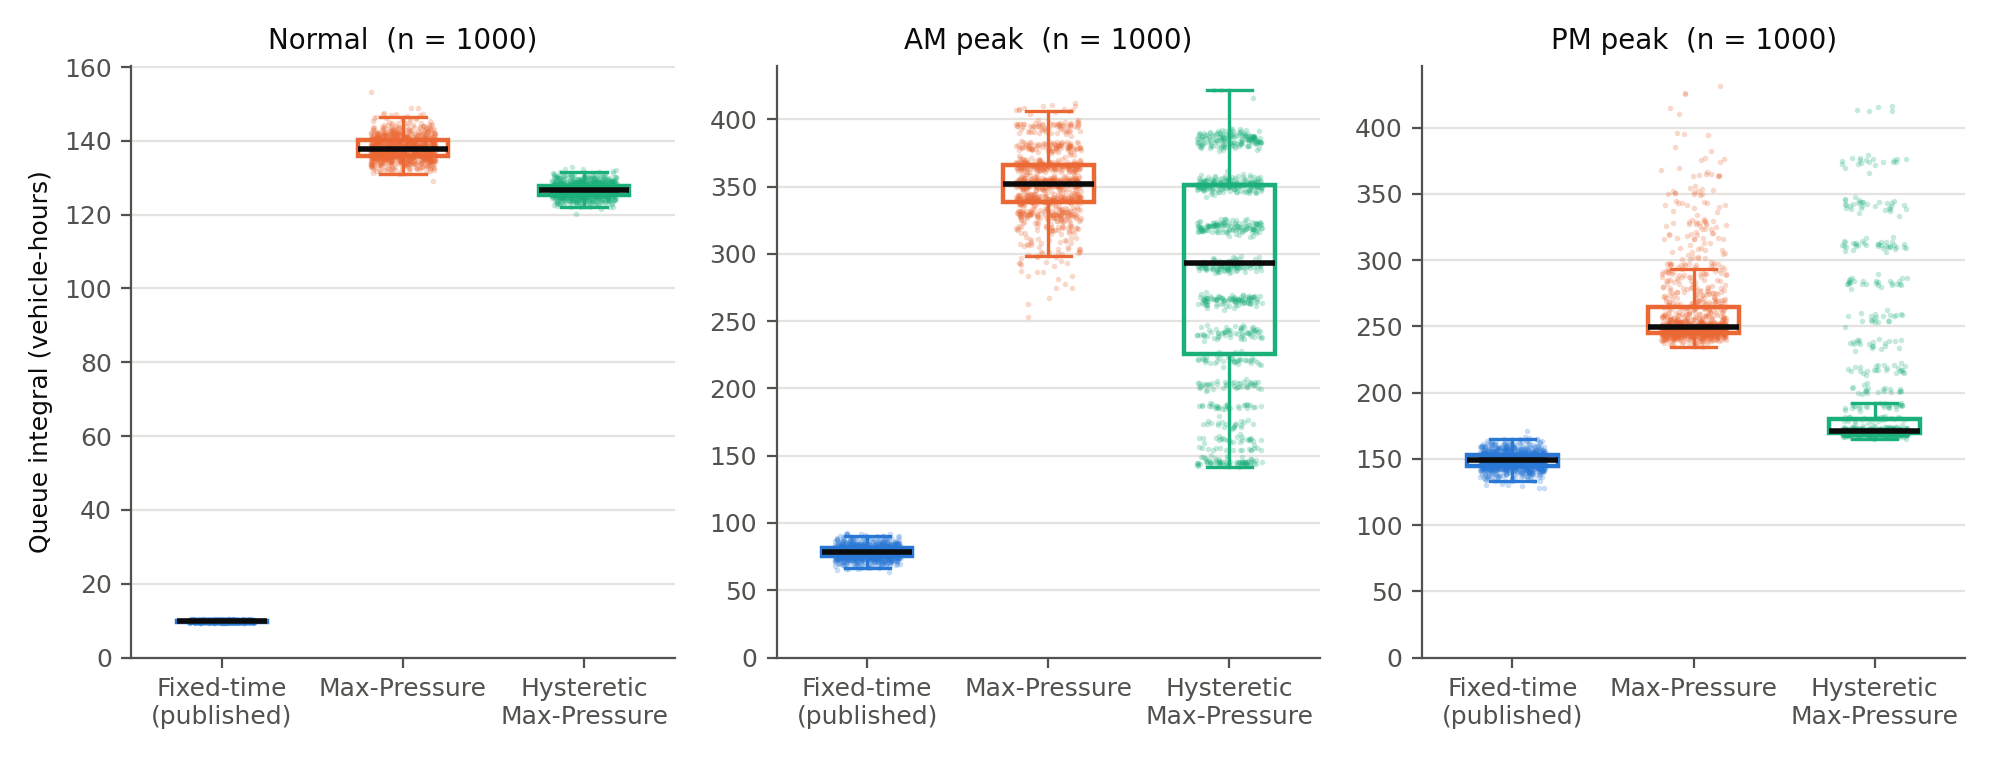 Normal  (n = 1000)
AM peak  (n = 1000)
PM peak  (n = 1000)
Queue integral (vehicle-hours)
160
140
120
100
80
60
40
20
0
Fixed-time
(published)
Max-Pressure
Hysteretic
Max-Pressure
400
350
300
250
200
150
100
50
0
Fixed-time
(published)
Max-Pressure
Hysteretic
Max-Pressure
400
350
300
250
200
150
100
50
0
Fixed-time
(published)
Max-Pressure
Hysteretic
Max-Pressure